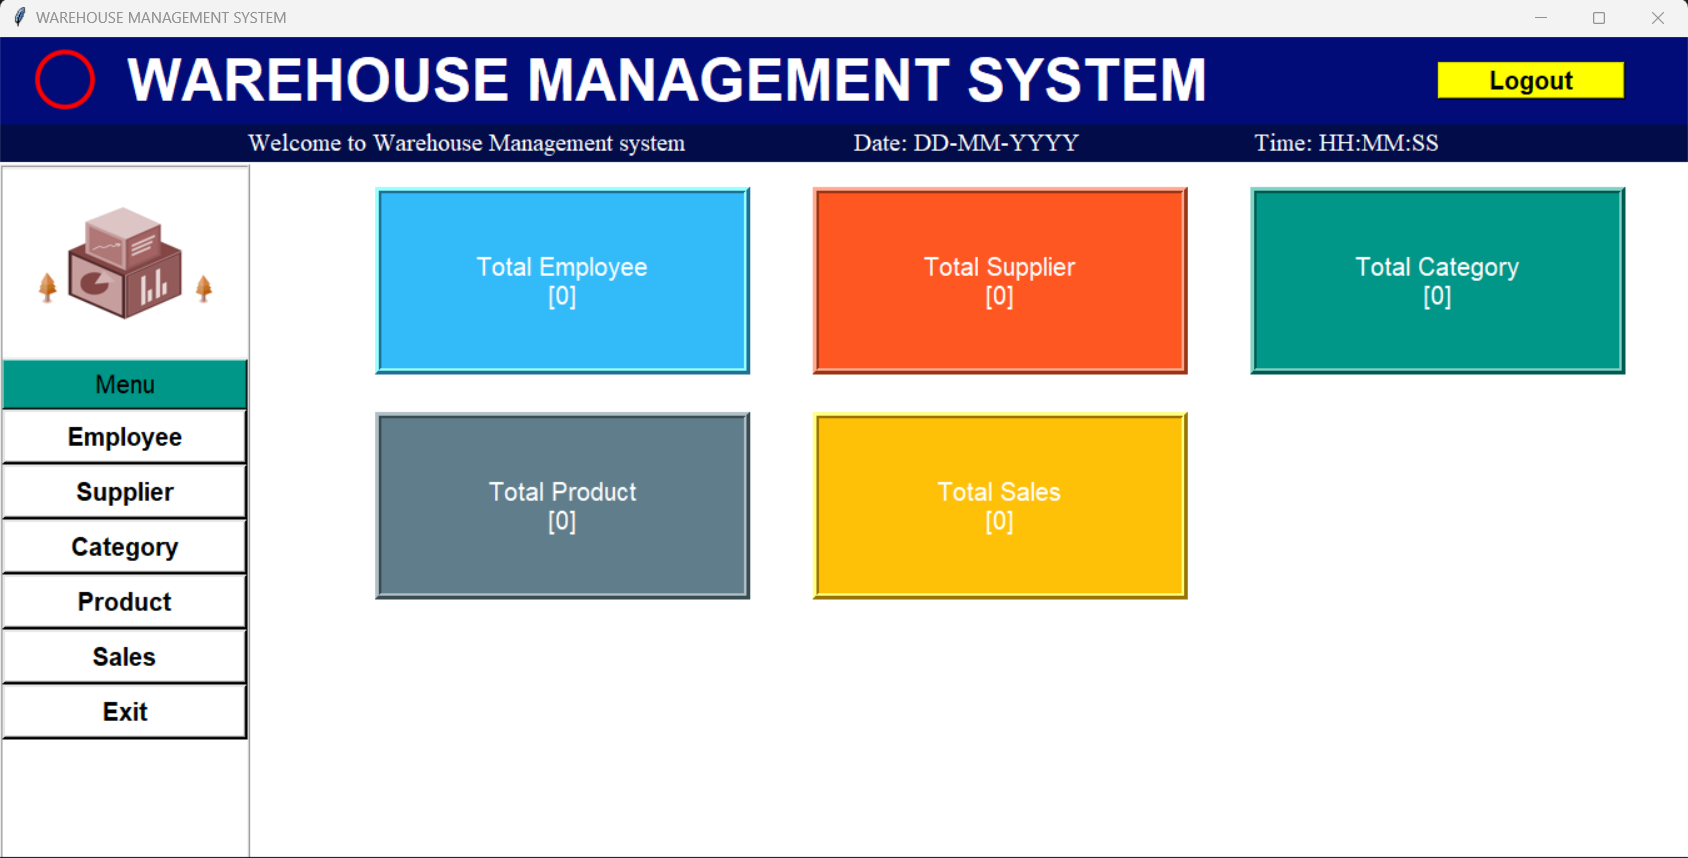 WAREHOUSE MANAGEMENT SYSTEM
WAREHOUSE MANAGEMENT SYSTEM
Logout
Welcome to Warehouse Management system Date: DD-MM-YYYY Time: HH:MM:SS
Menu
Employee
Supplier
Category
Product
Sales
Exit
Total Employee
[0]
Total Supplier
[0]
Total Category
[0]
Total Product
[0]
Total Sales
[0]